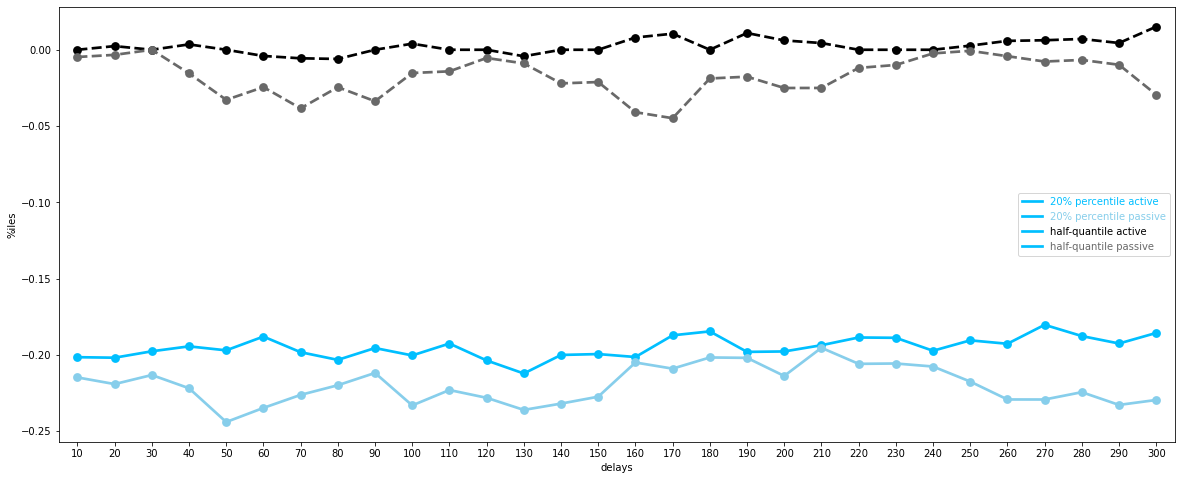 0.00
−0.05
−0.10
−0.15
−0.20
−0.25
%iles
20% percentile active
20% percentile passive
half-quantile active
half-quantile passive
10 20 30 40 50 60 70 80 90 100 110 120 130 140 150 160 170 180 190 200 210 220 230 240 250 260 270 280 290 300
delays